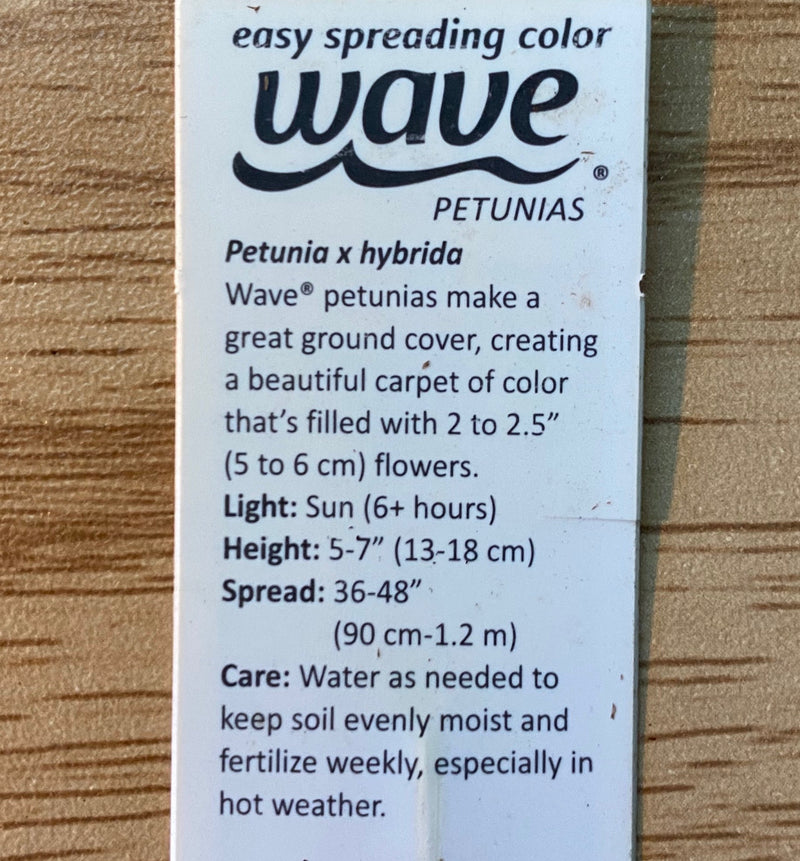 easy spreading color
wave®
PETUNIAS
Petunia x hybrida
Wave® petunias make a
great ground cover, creating
a beautiful carpet of color
that's filled with 2 to 2.5”
(5 to 6 cm) flowers.
Light: Sun (6+ hours)
Height: 5-7” (13-18 cm)
Spread: 36-48”
(90 cm-1.2 m)
Care: Water as needed to
keep soil evenly moist and
fertilize weekly, especially in
hot weather.